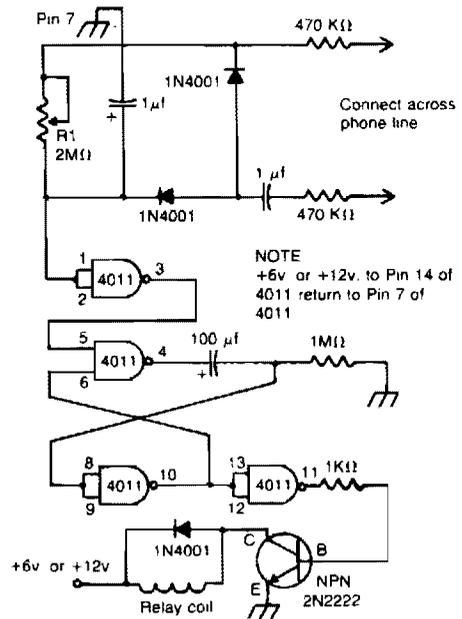 Pin 7
470 KΩ
1N4001
1µf
+
Connect across
phone line
R1
2MΩ
1 µf
1N4001
470 KΩ
NOTE
+6v or +12v. to Pin 14 of
4011 return to Pin 7 of
4011
1
2
4011
3
5
6
4011
4
100 µf
+
1MΩ
8
9
4011
10
13
12
4011
11
1KΩ
+6v or +12v
1N4001
Relay coil
C
B
E
NPN
2N2222